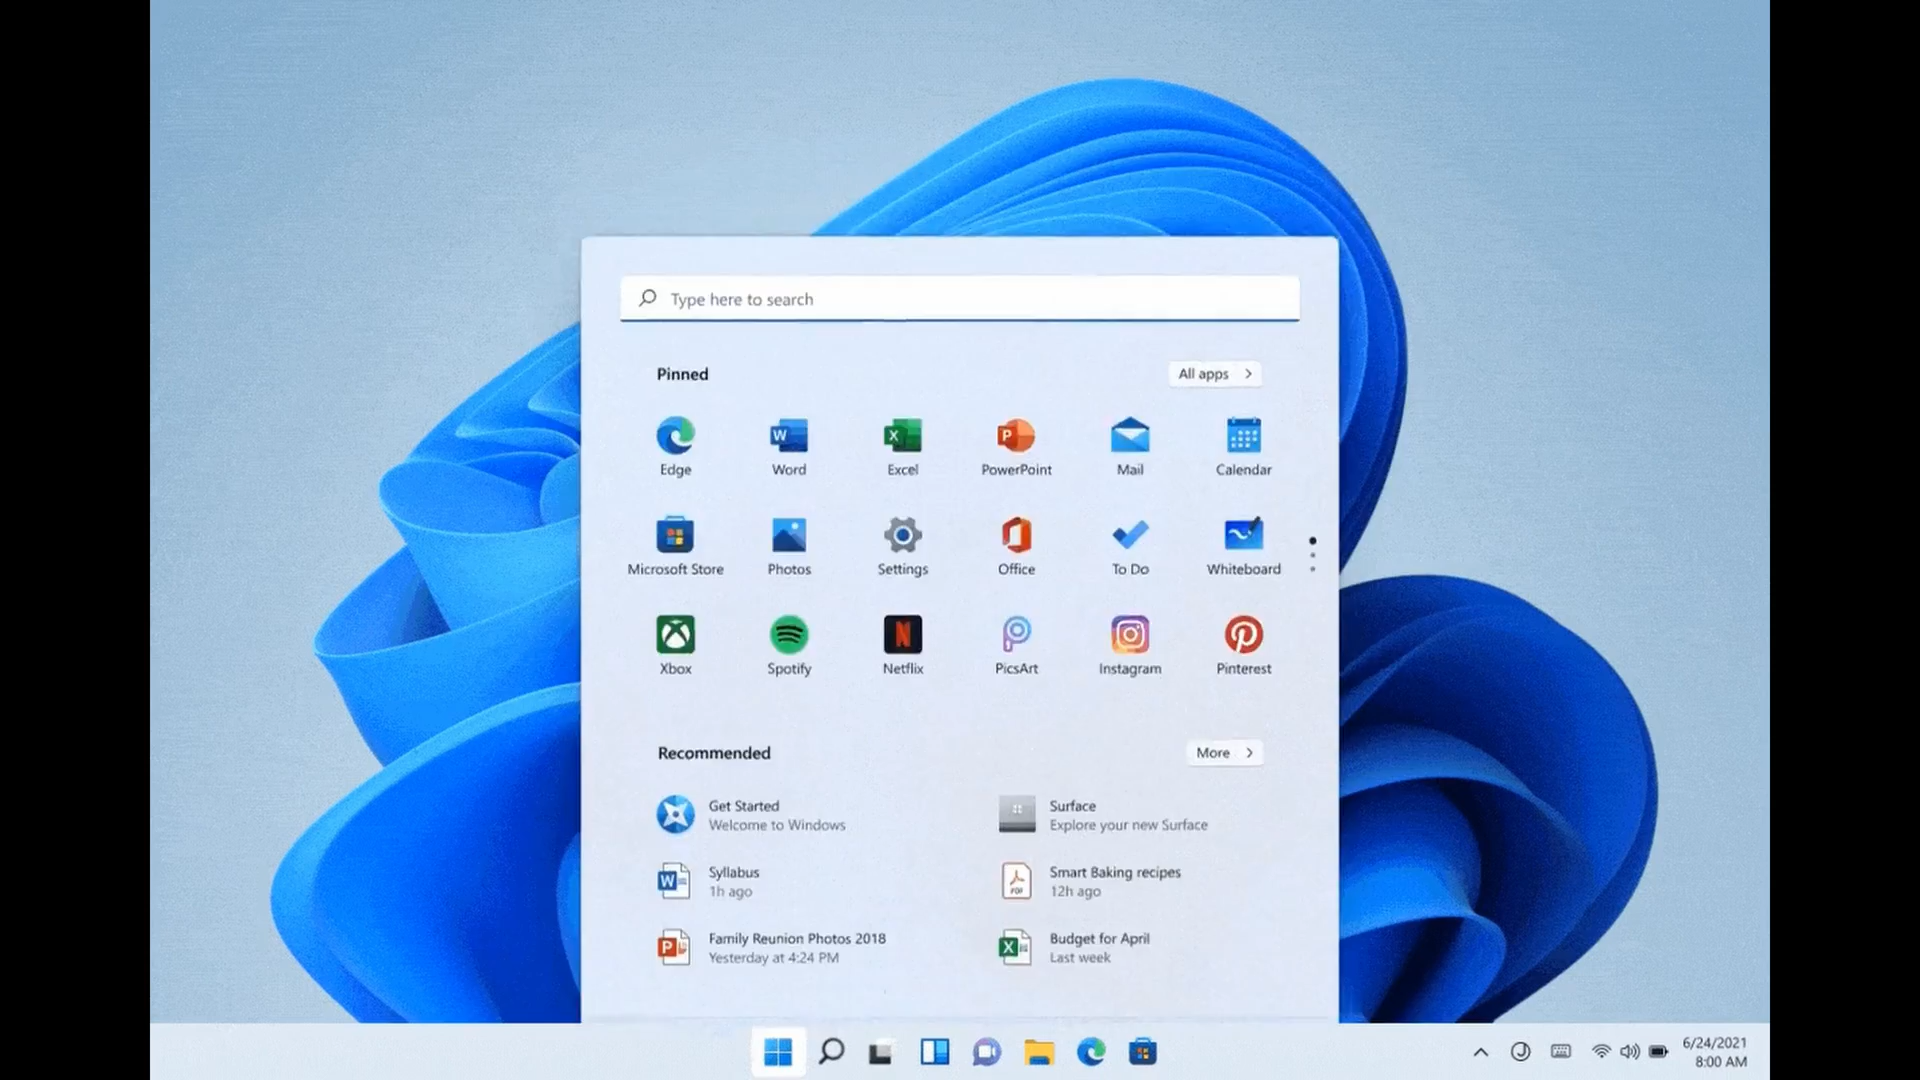 Type here to search
Pinned
All apps
Edge
Word
Excel
PowerPoint
Mail
Calendar
Microsoft Store
Photos
Settings
Office
To Do
Whiteboard
Xbox
Spotify
Netflix
PicsArt
Instagram
Pinterest
Recommended
More
Get Started
Welcome to Windows
Surface
Explore your new Surface
Syllabus
1h ago
Smart Baking recipes
12h ago
Family Reunion Photos 2018
Yesterday at 4:24 PM
Budget for April
Last week
6/24/2021
8:00 AM